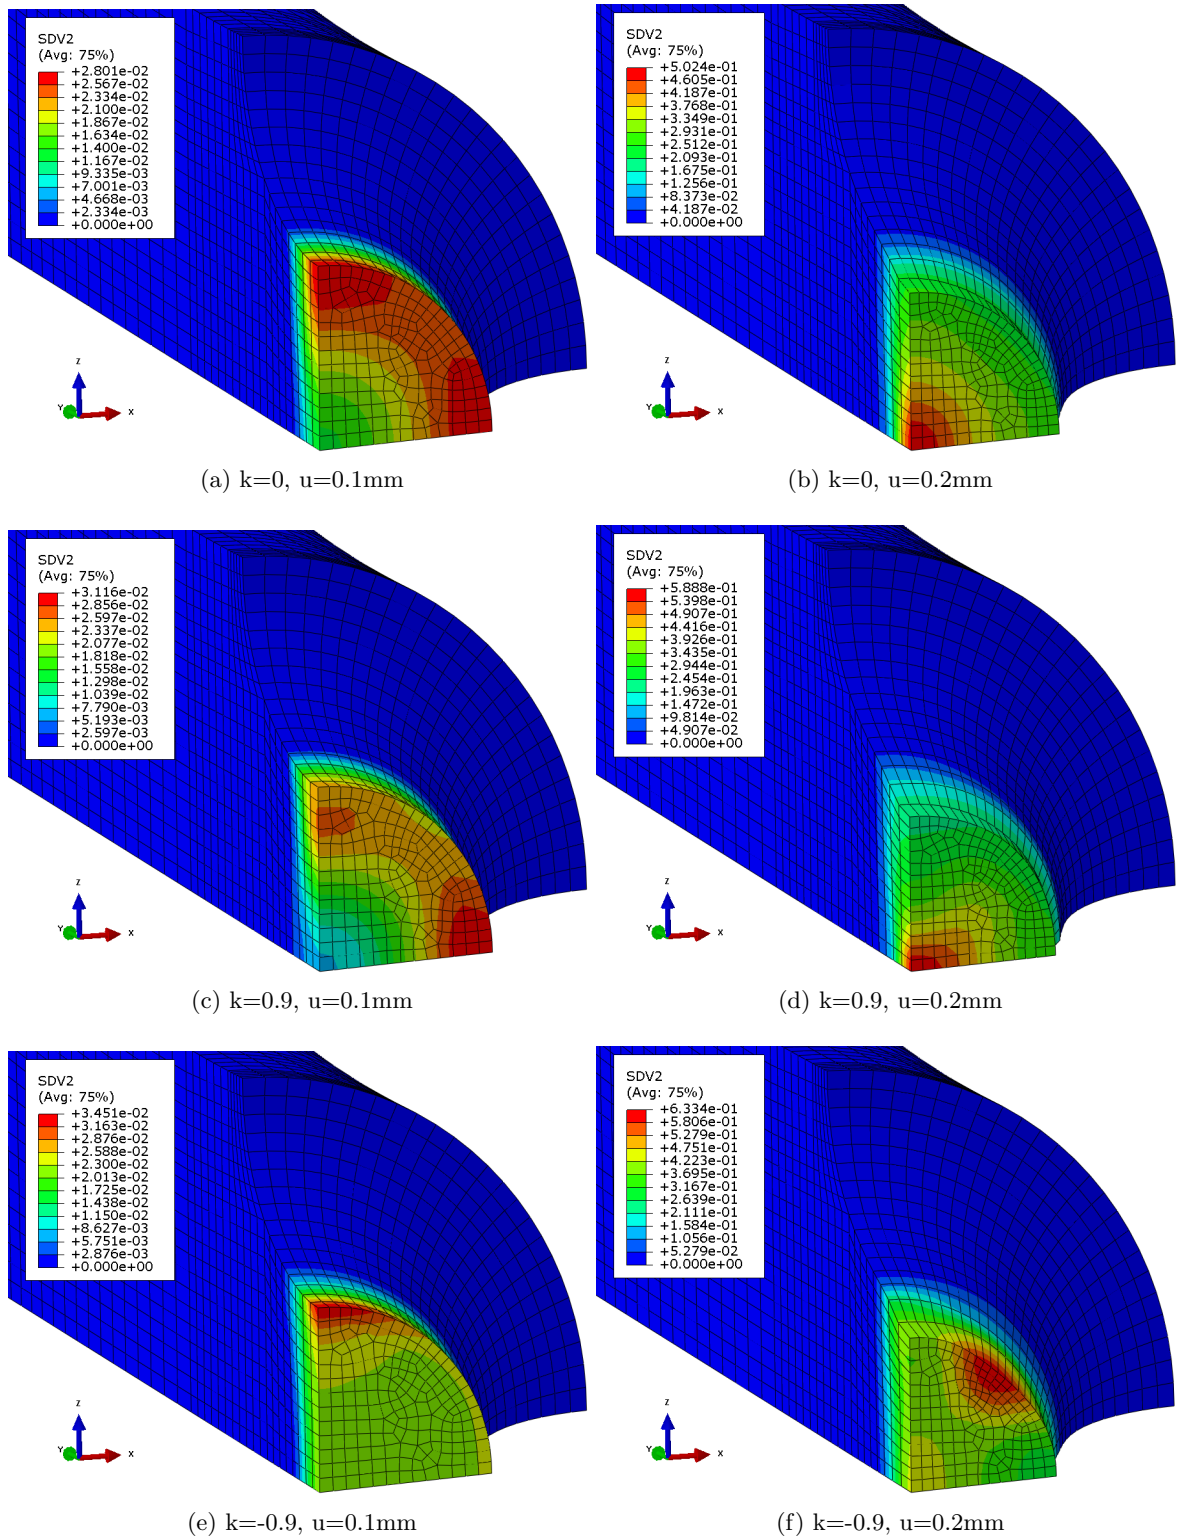 SDV2
(Avg: 75%)
+2.801e-02
+2.567e-02
+2.334e-02
+2.100e-02
+1.867e-02
+1.634e-02
+1.400e-02
+1.167e-02
+9.335e-03
+7.001e-03
+4.668e-03
+2.334e-03
+0.000e+00
Z
Y
X
(a) k=0, u=0.1mm
SDV2
(Avg: 75%)
+5.024e-01
+4.605e-01
+4.187e-01
+3.768e-01
+3.349e-01
+2.931e-01
+2.512e-01
+2.093e-01
+1.675e-01
+1.256e-01
+8.373e-02
+4.187e-02
+0.000e+00
Z
Y
X
(b) k=0, u=0.2mm
SDV2
(Avg: 75%)
+3.116e-02
+2.856e-02
+2.597e-02
+2.337e-02
+2.077e-02
+1.818e-02
+1.558e-02
+1.298e-02
+1.039e-02
+7.790e-03
+5.193e-03
+2.597e-03
+0.000e+00
Z
Y
X
(c) k=0.9, u=0.1mm
SDV2
(Avg: 75%)
+5.888e-01
+5.398e-01
+4.907e-01
+4.416e-01
+3.926e-01
+3.435e-01
+2.944e-01
+2.454e-01
+1.963e-01
+1.472e-01
+9.814e-02
+4.907e-02
+0.000e+00
Z
Y
X
(d) k=0.9, u=0.2mm
SDV2
(Avg: 75%)
+3.451e-02
+3.163e-02
+2.876e-02
+2.588e-02
+2.300e-02
+2.013e-02
+1.725e-02
+1.438e-02
+1.150e-02
+8.627e-03
+5.751e-03
+2.876e-03
+0.000e+00
Z
Y
X
(e) k=-0.9, u=0.1mm
SDV2
(Avg: 75%)
+6.334e-01
+5.806e-01
+5.279e-01
+4.751e-01
+4.223e-01
+3.695e-01
+3.167e-01
+2.639e-01
+2.111e-01
+1.584e-01
+1.056e-01
+5.279e-02
+0.000e+00
Z
Y
X
(f) k=-0.9, u=0.2mm